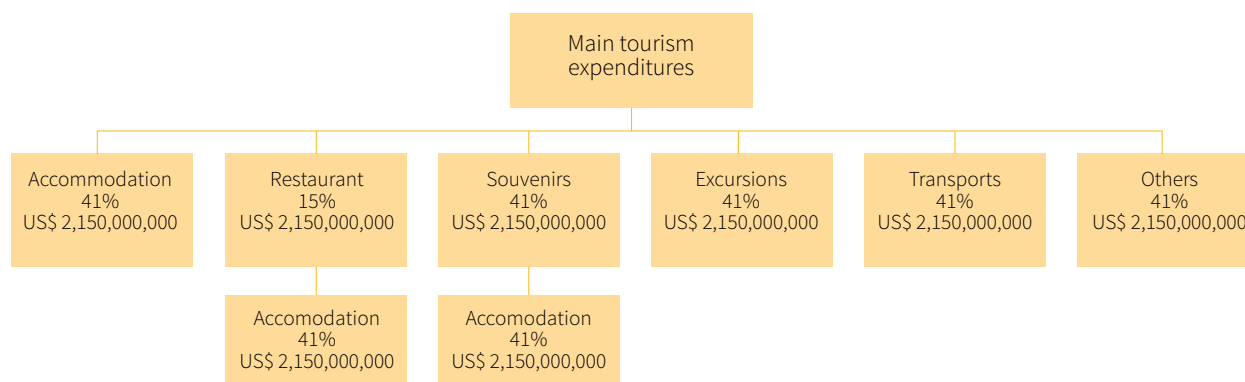 Main tourism
expenditures
Accommodation
41%
US$ 2,150,000,000
Restaurant
15%
US$ 2,150,000,000
Souvenirs
41%
US$ 2,150,000,000
Excursions
41%
US$ 2,150,000,000
Transports
41%
US$ 2,150,000,000
Others
41%
US$ 2,150,000,000
Accomodation
41%
US$ 2,150,000,000
Accomodation
41%
US$ 2,150,000,000